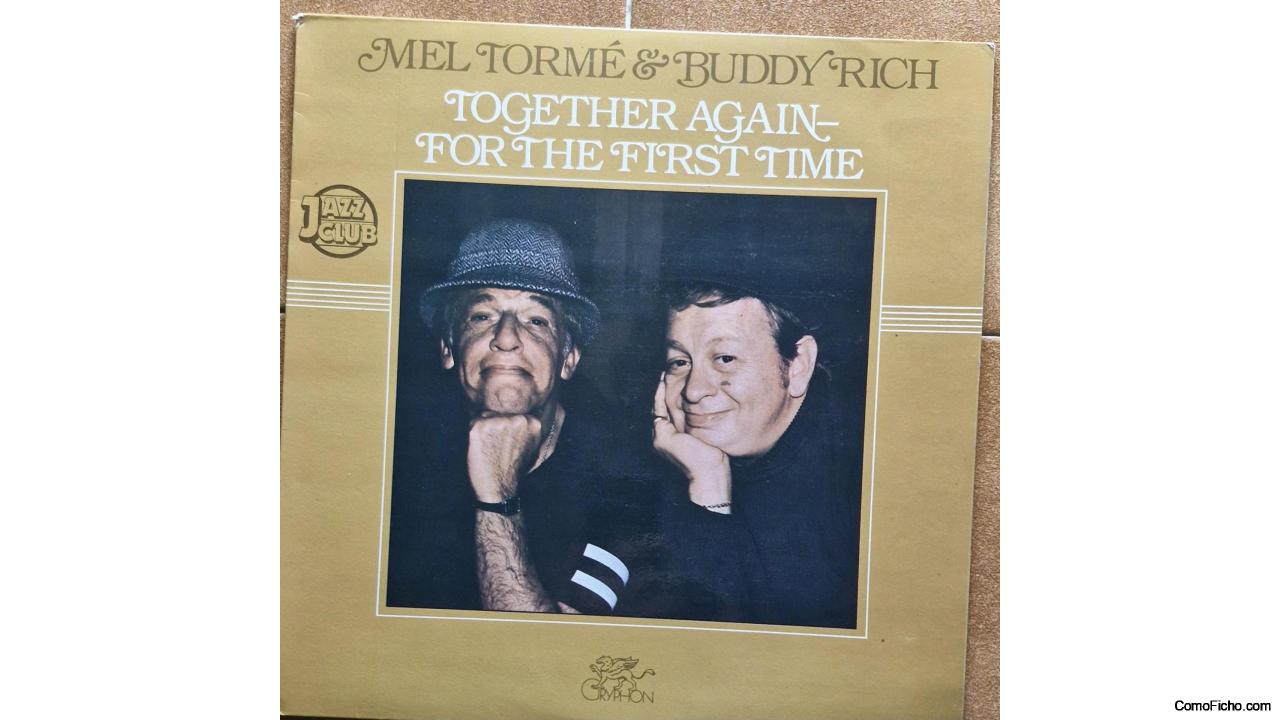 MEL TORMÉ & BUDDY RICH
TOGETHER AGAIN–
FOR THE FIRST TIME
JAZZ
CLUB
GRYPHON
ComoFicho.com